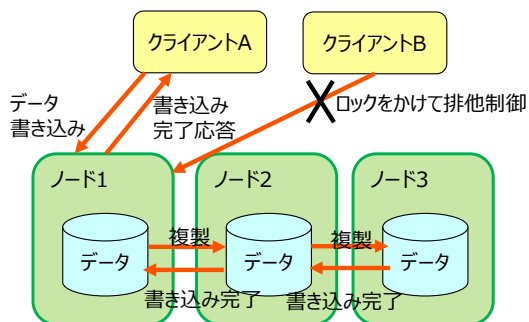 クライアントA
クライアントB
データ
書き込み
書き込み
完了応答
ロックをかけて排他制御
ノード1
ノード2
ノード3
複製
複製
データ
データ
データ
書き込み完了
書き込み完了